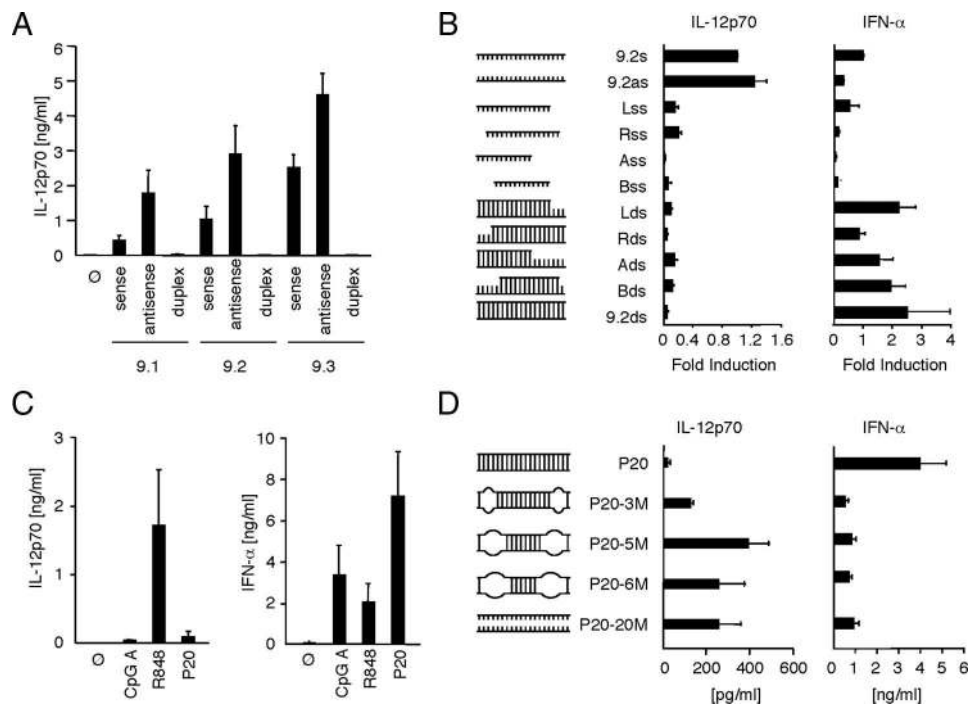 A
IL-12p70 [ng/ml]
6
5
4
3
2
1
0
∅
sense
antisense
duplex
sense
antisense
duplex
sense
antisense
duplex
9.1
9.2
9.3
B
IL-12p70
IFN-α
9.2s
9.2as
Lss
Rss
Ass
Bss
Lds
Rds
Ads
Bds
9.2ds
0 0.4 0.8 1.2 1.6
0 1 2 3 4
Fold Induction
Fold Induction
C
IL-12p70 [ng/ml]
3
2
1
0
∅
CpG A
R848
P20
IFN-α [ng/ml]
10
8
6
4
2
0
∅
CpG A
R848
P20
D
IL-12p70
IFN-α
P20
P20-3M
P20-5M
P20-6M
P20-20M
0 200 400 600
0 1 2 3 4 5 6
[pg/ml]
[ng/ml]